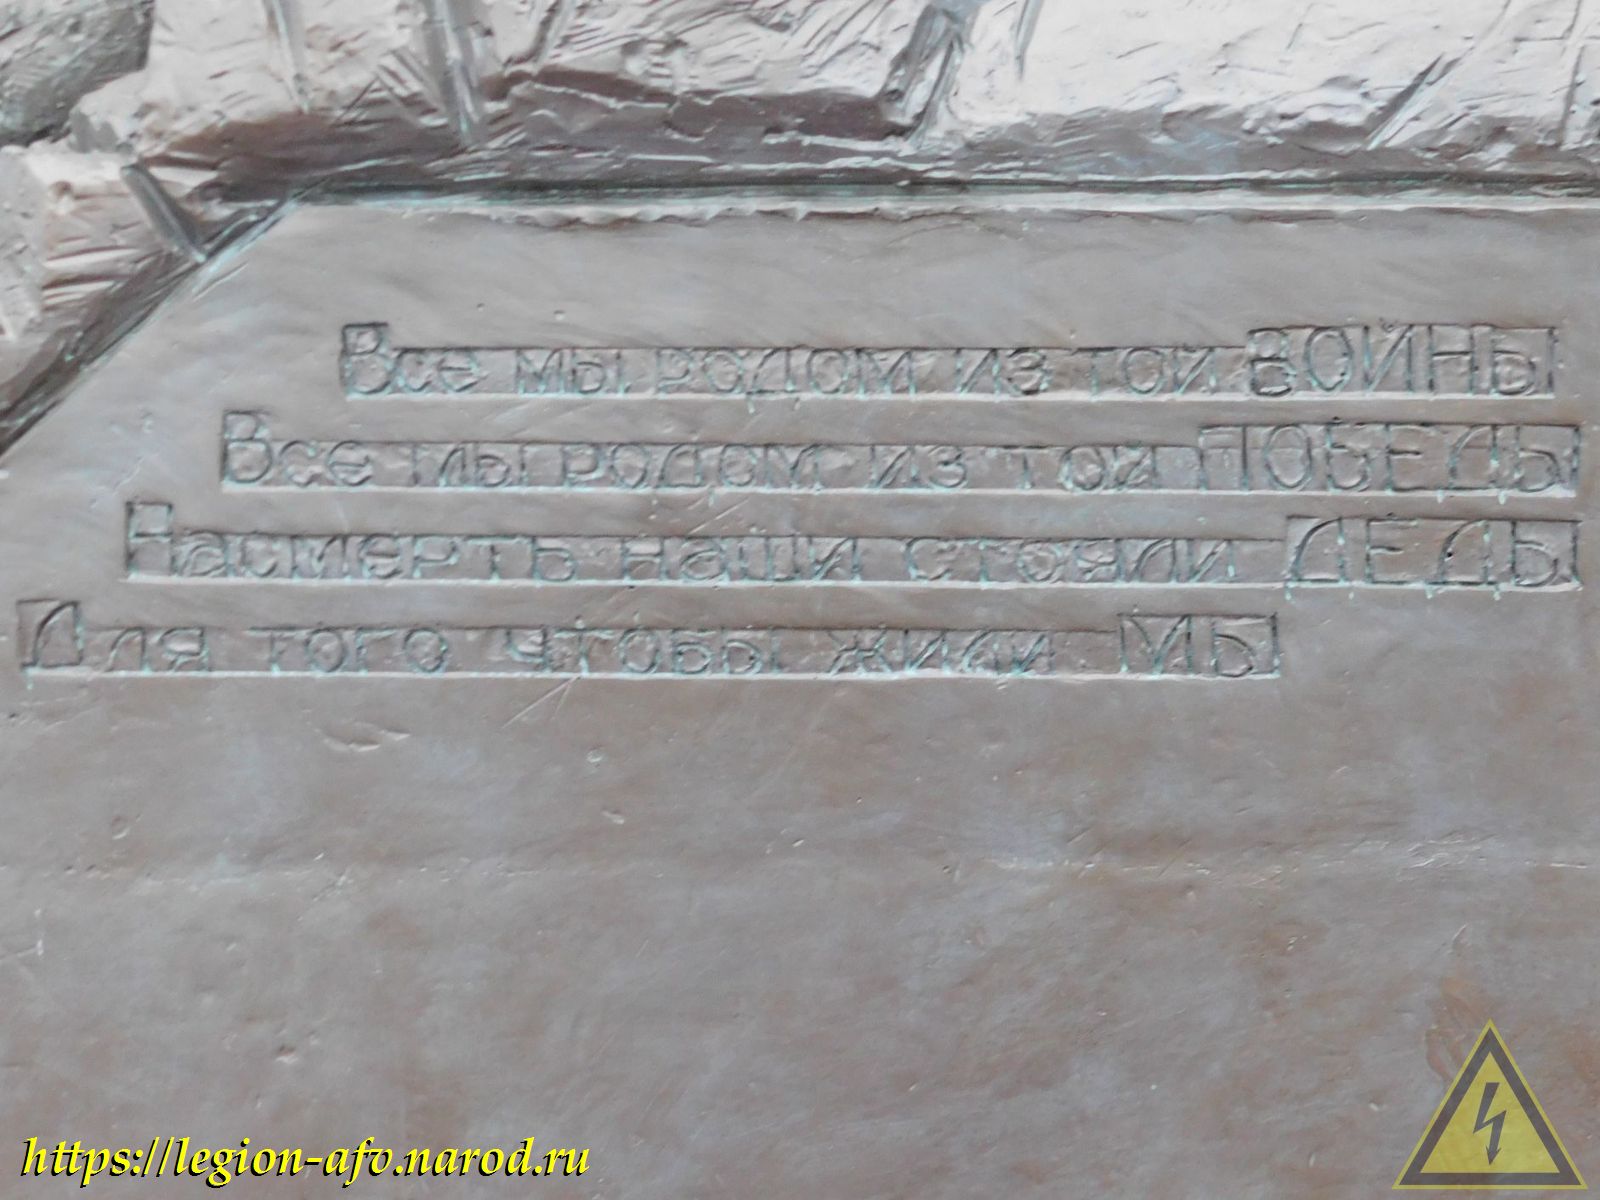 Все мы родом из той ВОЙНЫ
Все мы родом из той ПОБЕДЫ
Насмерть наши стояли ДЕДЫ
Для того чтобы жили МЫ
https://legion-afv.narod.ru